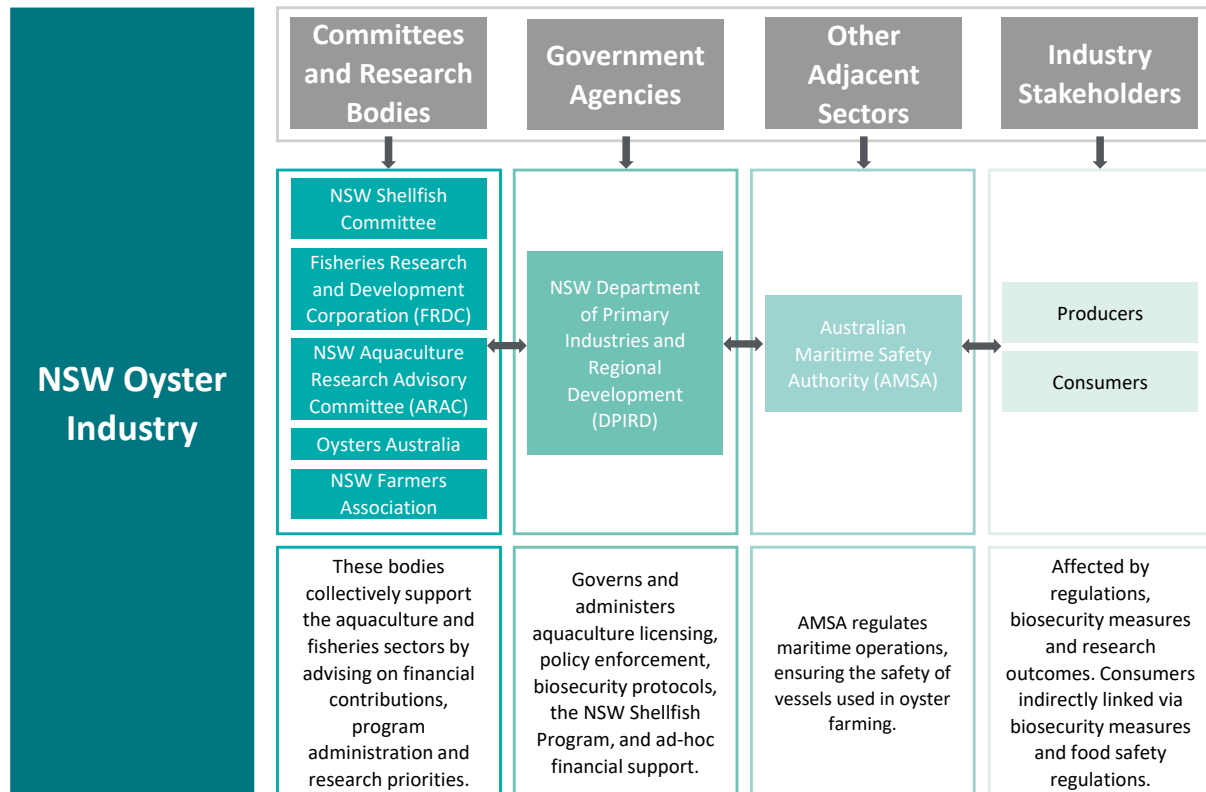 NSW Oyster
Industry
Committees
and Research
Bodies
Government
Agencies
Other
Adjacent
Sectors
Industry
Stakeholders
NSW Shellfish
Committee
Fisheries Research
and Development
Corporation (FRDC)
NSW Aquaculture
Research Advisory
Committee (ARAC)
Oysters Australia
NSW Farmers
Association
NSW Department
of Primary
Industries and
Regional
Development
(DPIRD)
Australian
Maritime Safety
Authority (AMSA)
Producers
Consumers
These bodies
collectively support
the aquaculture and
fisheries sectors by
advising on financial
contributions,
program
administration and
research priorities.
Governs and
administers
aquaculture licensing,
policy enforcement,
biosecurity protocols,
the NSW Shellfish
Program, and ad-hoc
financial support.
AMSA regulates
maritime operations,
ensuring the safety of
vessels used in oyster
farming.
Affected by
regulations,
biosecurity measures
and research
outcomes. Consumers
indirectly linked via
biosecurity measures
and food safety
regulations.